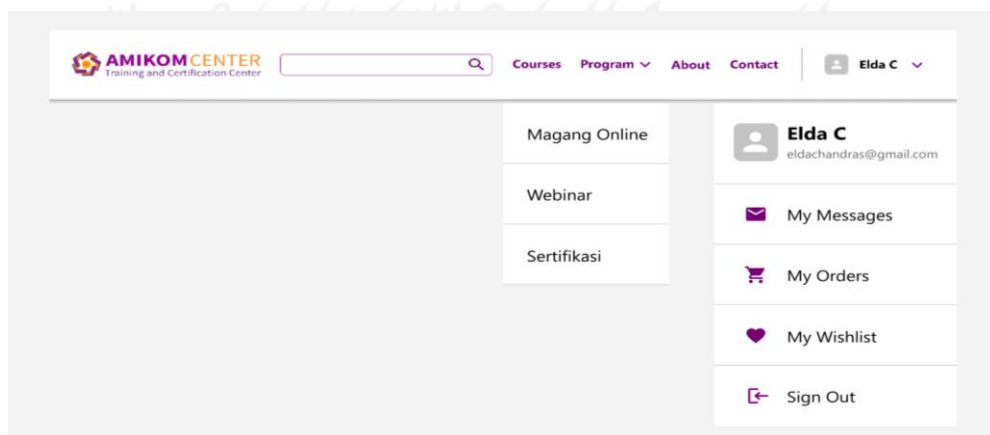 AMIKOM CENTER
Training and Certification Center
Courses Program About Contact Elda C
Magang Online
Webinar
Sertifikasi
Elda C
eldachandras@gmail.com
My Messages
My Orders
My Wishlist
Sign Out